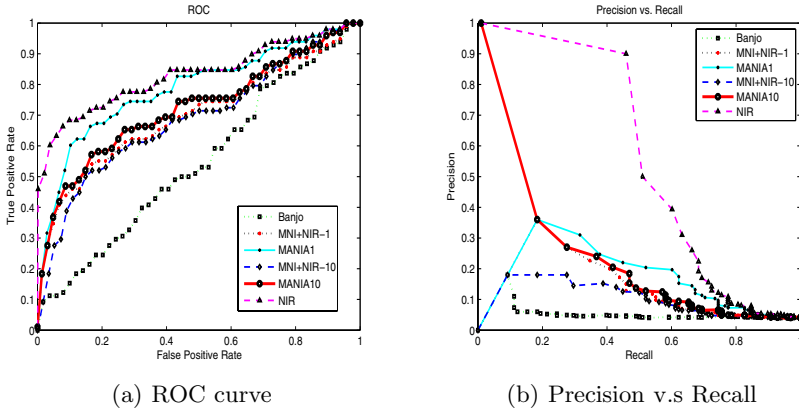 ROC
1
0.9
0.8
0.7
0.6
0.5
0.4
0.3
0.2
0.1
0
True Positive Rate
0 0.2 0.4 0.6 0.8 1
False Positive Rate
Banjo
MNI+NIR-1
MANIA1
MNI+NIR-10
MANIA10
NIR
(a) ROC curve
Precision vs. Recall
1
0.9
0.8
0.7
0.6
0.5
0.4
0.3
0.2
0.1
0
Precision
0 0.2 0.4 0.6 0.8 1
Recall
Banjo
MNI+NIR-1
MANIA1
MNI+NIR-10
MANIA10
NIR
(b) Precision v.s Recall